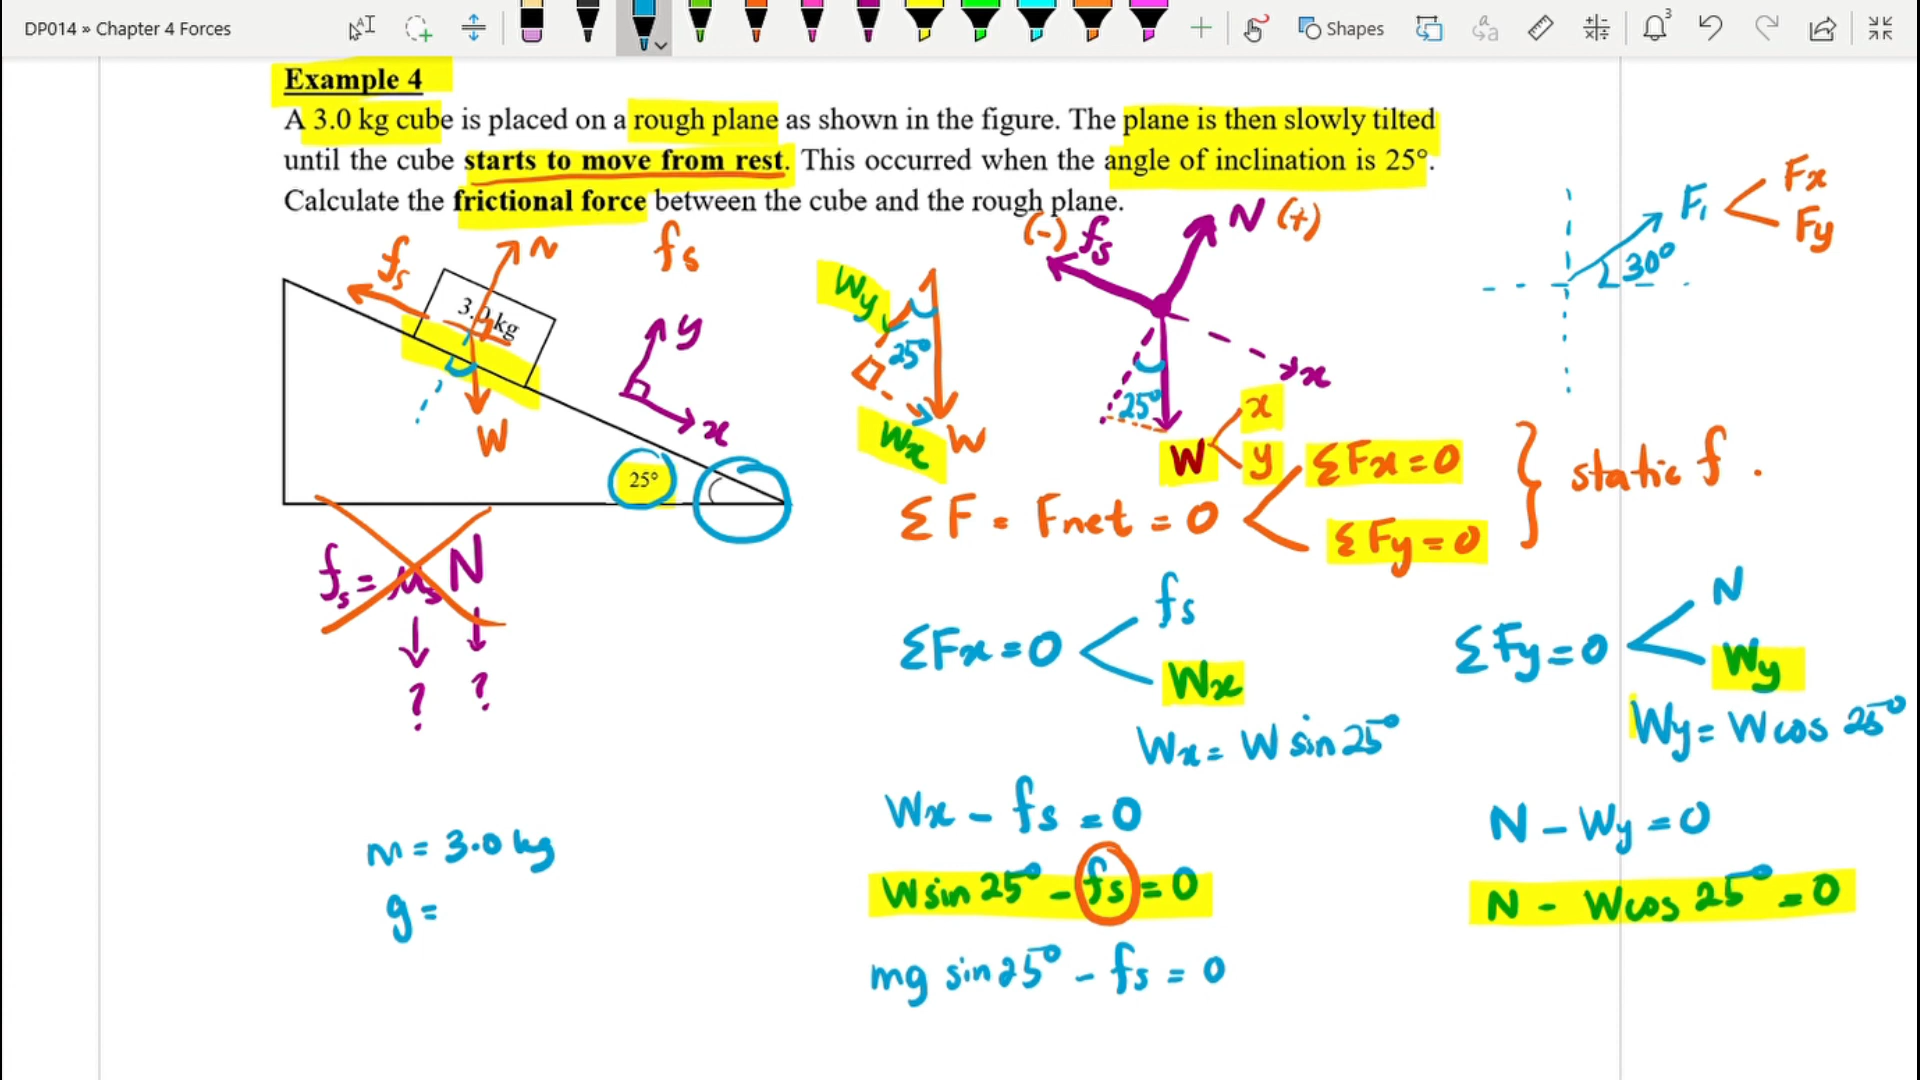 DP014 » Chapter 4 Forces
Shapes
3
Example 4
A 3.0 kg cube is placed on a rough plane as shown in the figure. The plane is then slowly tilted
until the cube starts to move from rest. This occurred when the angle of inclination is 25°.
Calculate the frictional force between the cube and the rough plane.
fs
N
fs
3.0 kg
W
y
x
25°
Wy
25°
Wx
W
(-) fs
N (+)
x
25°
W
x
y
F₁
Fx
Fy
30°
ΣF = Fnet = 0
ΣFx = 0
ΣFy = 0
static f.
fs = μs N
? ?
ΣFx = 0
fs
Wx
Wx = W sin 25°
ΣFy = 0
N
Wy
Wy = W cos 25°
Wx - fs = 0
N - Wy = 0
W sin 25° - fs = 0
N - W cos 25° = 0
mg sin 25° - fs = 0
m = 3.0 kg
g =